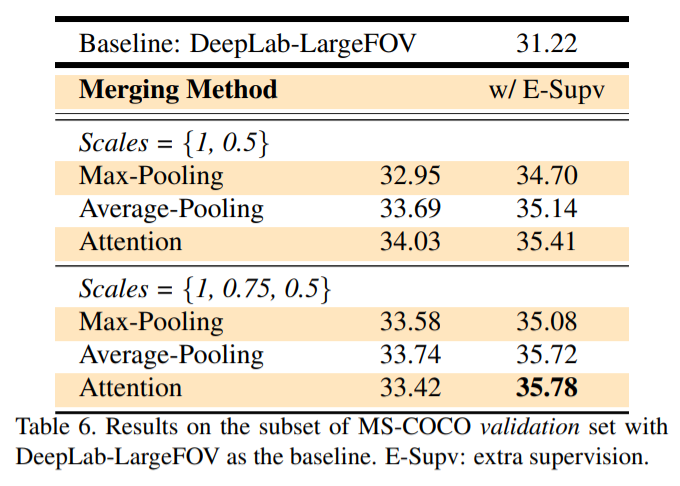 Baseline: DeepLab-LargeFOV 31.22
Merging Method w/ E-Supv
Scales = {1, 0.5}
Max-Pooling 32.95 34.70
Average-Pooling 33.69 35.14
Attention 34.03 35.41
Scales = {1, 0.75, 0.5}
Max-Pooling 33.58 35.08
Average-Pooling 33.74 35.72
Attention 33.42 35.78
Table 6. Results on the subset of MS-COCO validation set with
DeepLab-LargeFOV as the baseline. E-Supv: extra supervision.